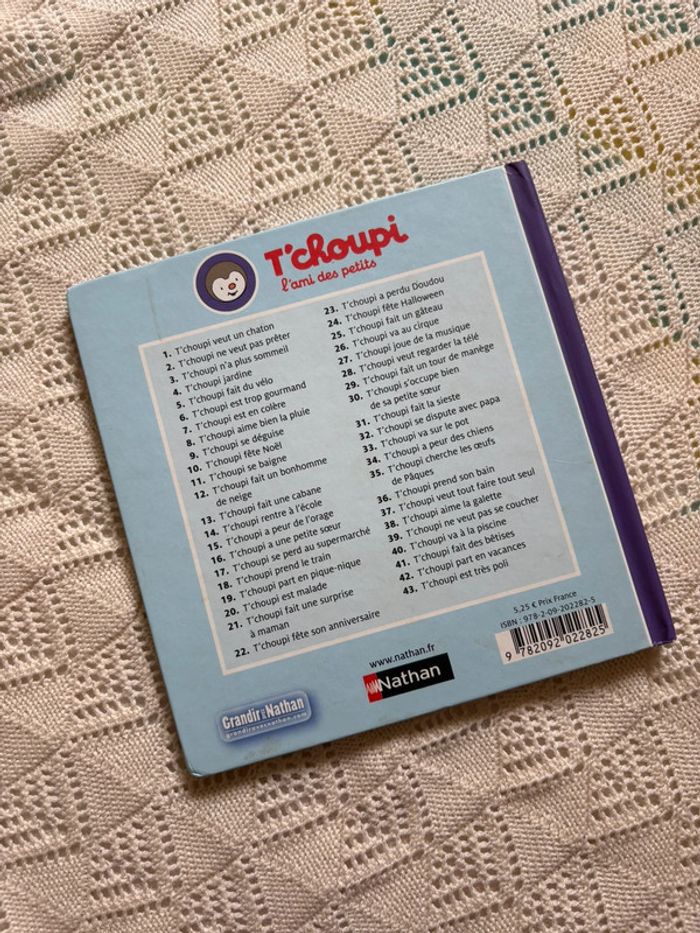 T'choupi
l'ami des petits
1. T'choupi veut un chaton
2. T'choupi ne veut pas prêter
3. T'choupi n'a plus sommeil
4. T'choupi jardine
5. T'choupi fait du vélo
6. T'choupi est trop gourmand
7. T'choupi est en colère
8. T'choupi aime bien la pluie
9. T'choupi se déguise
10. T'choupi fête Noël
11. T'choupi se baigne
12. T'choupi fait un bonhomme
de neige
13. T'choupi fait une cabane
14. T'choupi rentre à l'école
15. T'choupi a peur de l'orage
16. T'choupi a une petite sœur
17. T'choupi se perd au supermarché
18. T'choupi prend le train
19. T'choupi part en pique-nique
20. T'choupi est malade
21. T'choupi fait une surprise
à maman
22. T'choupi fête son anniversaire
23. T'choupi a perdu Doudou
24. T'choupi fête Halloween
25. T'choupi fait un gâteau
26. T'choupi va au cirque
27. T'choupi joue de la musique
28. T'choupi veut regarder la télé
29. T'choupi fait un tour de manège
30. T'choupi s'occupe bien
de sa petite sœur
31. T'choupi fait la sieste
32. T'choupi se dispute avec papa
33. T'choupi va sur le pot
34. T'choupi a peur des chiens
35. T'choupi cherche les œufs
de Pâques
36. T'choupi prend son bain
37. T'choupi veut tout faire tout seul
38. T'choupi aime la galette
39. T'choupi ne veut pas se coucher
40. T'choupi va à la piscine
41. T'choupi fait des bêtises
42. T'choupi part en vacances
43. T'choupi est très poli
5,25 € Prix France
ISBN : 978-2-09-202282-5
9 782092 022825
www.nathan.fr
Nathan
Grandir avec Nathan
grandiravecnathan.com